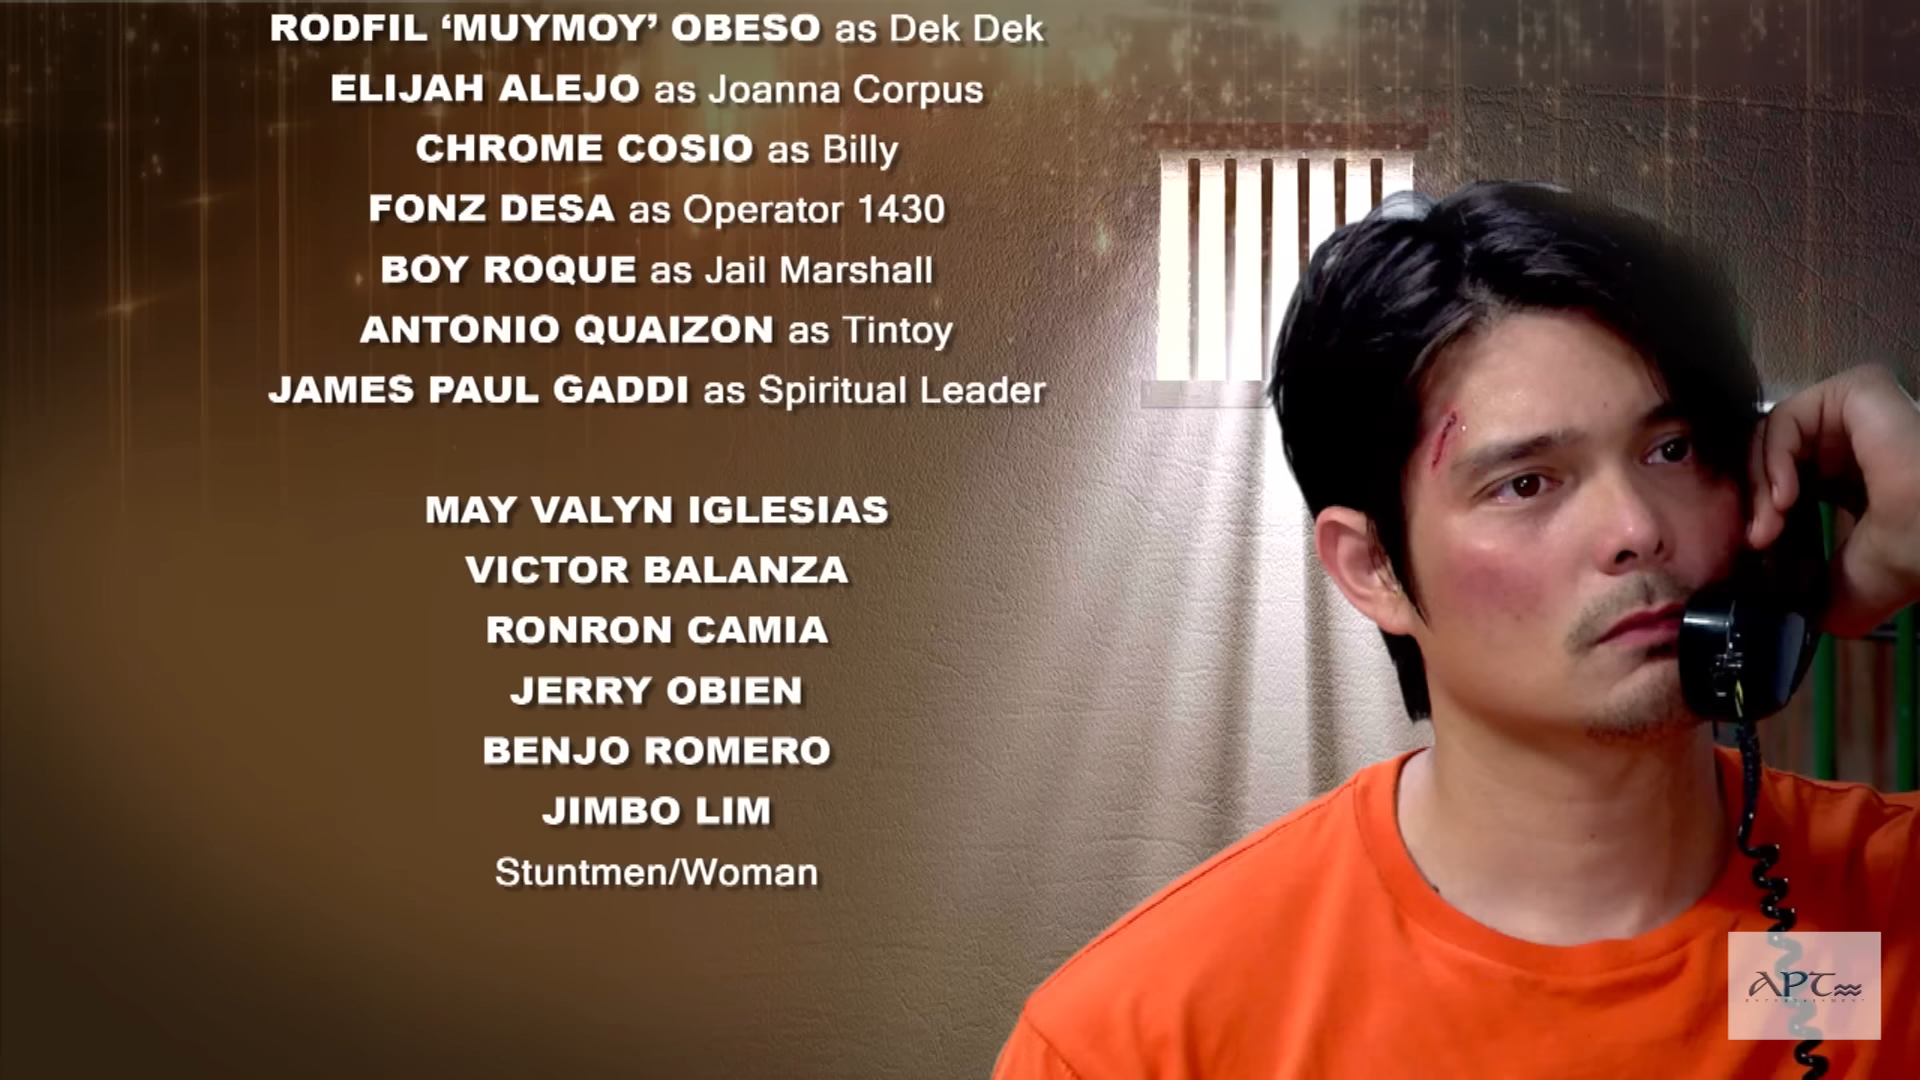 RODFIL ‘MUYMOY’ OBESO as Dek Dek
ELIJAH ALEJO as Joanna Corpus
CHROME COSIO as Billy
FONZ DESA as Operator 1430
BOY ROQUE as Jail Marshall
ANTONIO QUAIZON as Tintoy
JAMES PAUL GADDI as Spiritual Leader
MAY VALYN IGLESIAS
VICTOR BALANZA
RONRON CAMIA
JERRY OBIEN
BENJO ROMERO
JIMBO LIM
Stuntmen/Woman
APT
ENTERTAINMENT